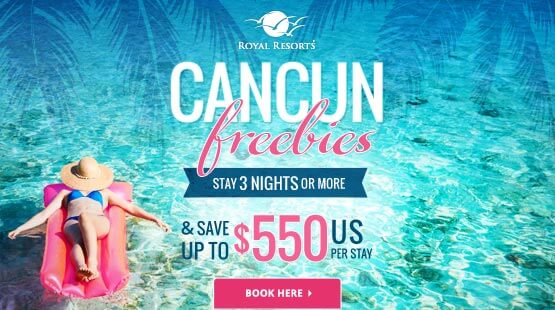 ROYAL RESORTS®
CANCUN
freebies
STAY 3 NIGHTS OR MORE
& SAVE
UP TO
$550
US
PER STAY
BOOK HERE